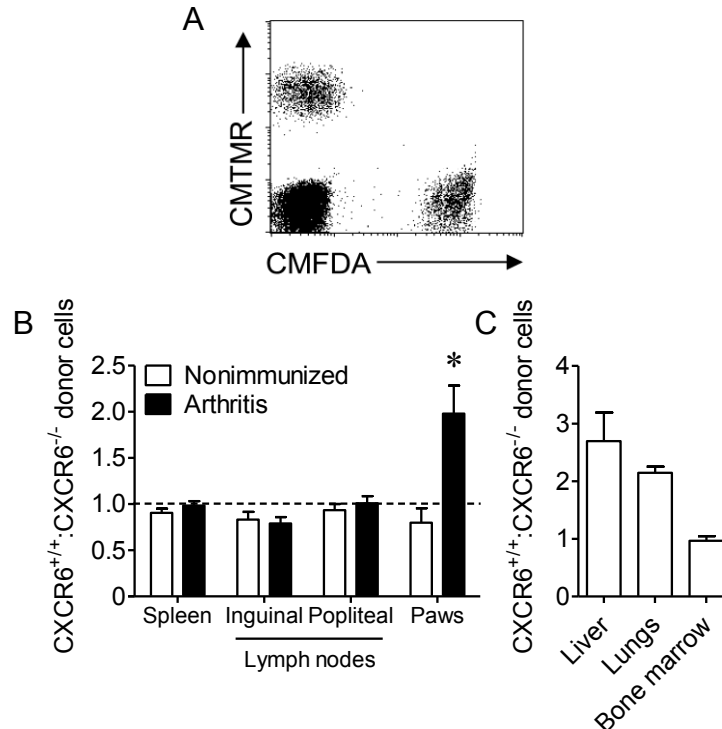 A
CMTMR
CMFDA
B
CXCR6+/+:CXCR6-/- donor cells
2.5
2.0
1.5
1.0
0.5
0
Nonimmunized
Arthritis
*
Spleen Inguinal Popliteal Paws
Lymph nodes
C
CXCR6+/+:CXCR6-/- donor cells
4
3
2
1
0
Liver
Lungs
Bone marrow